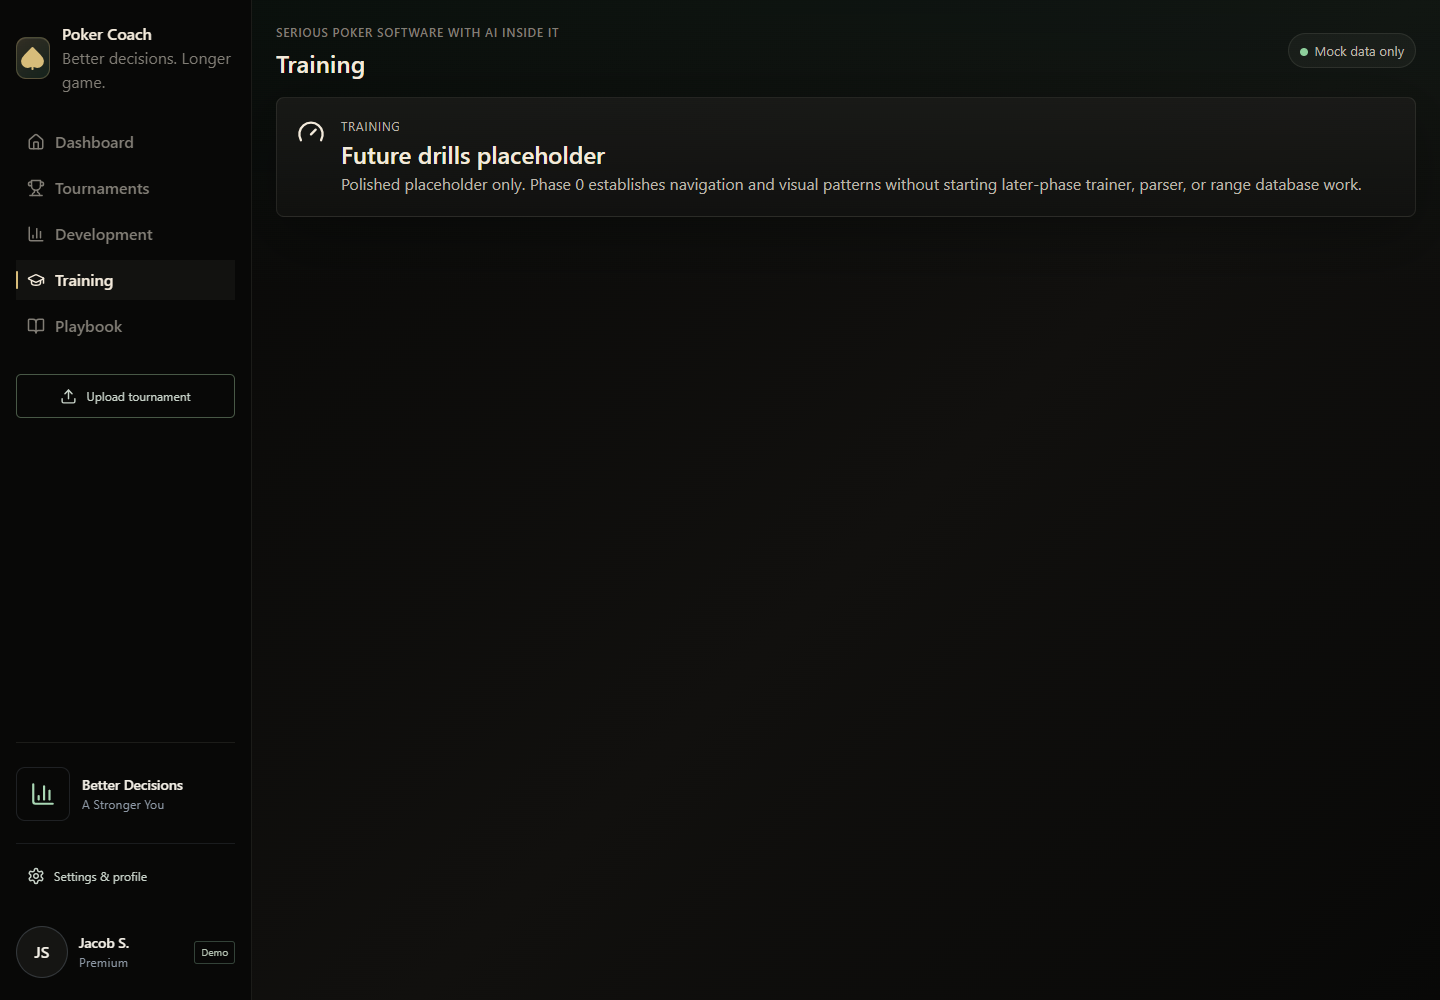 Poker Coach
Better decisions. Longer
game.
Dashboard
Tournaments
Development
Training
Playbook
Upload tournament
Better Decisions
A Stronger You
Settings & profile
JS
Jacob S.
Premium
Demo
SERIOUS POKER SOFTWARE WITH AI INSIDE IT
Training
Mock data only
TRAINING
Future drills placeholder
Polished placeholder only. Phase 0 establishes navigation and visual patterns without starting later-phase trainer, parser, or range database work.